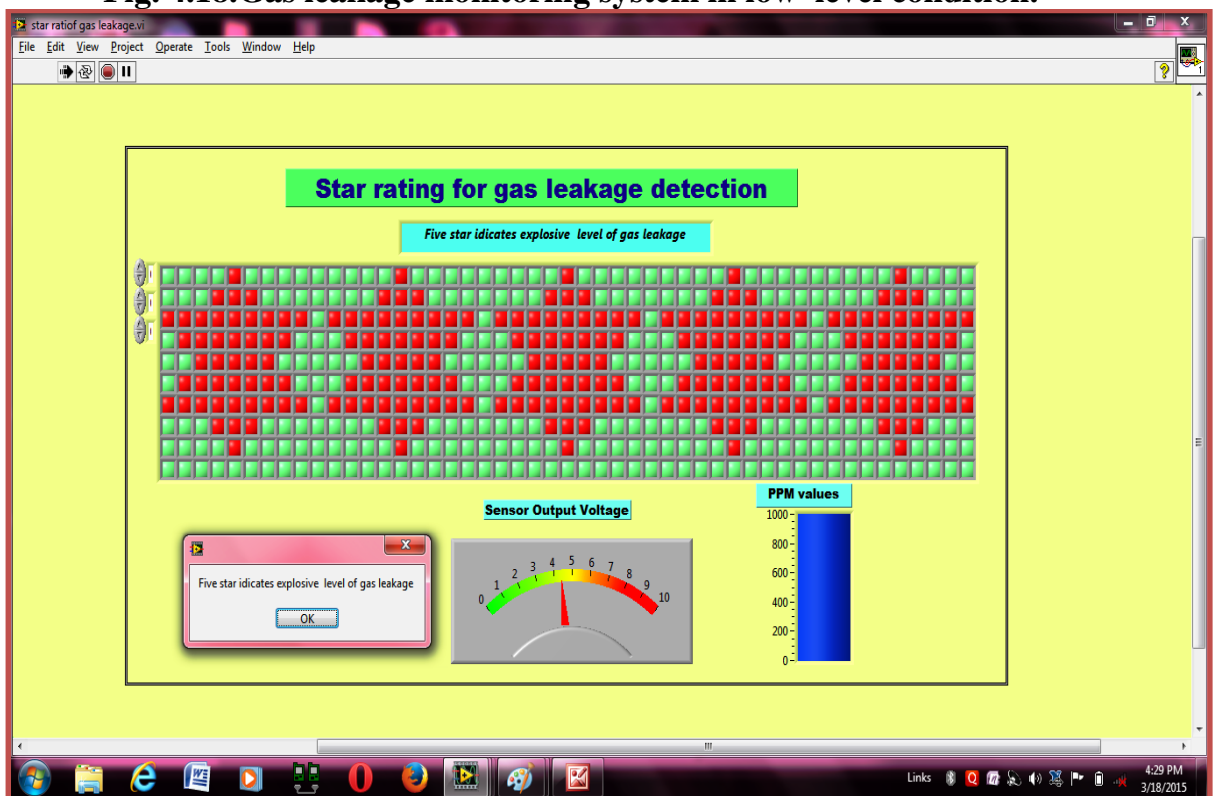 Fig. 4.18:Gas leakage monitoring system in low level condition.
star ratiof gas leakage.vi
File Edit View Project Operate Tools Window Help
1
Star rating for gas leakage detection
Five star idicates explosive level of gas leakage
Sensor Output Voltage
PPM values
0 1 2 3 4 5 6 7 8 9 10
1000
800
600
400
200
0
Five star idicates explosive level of gas leakage
OK
Links
4:29 PM
3/18/2015